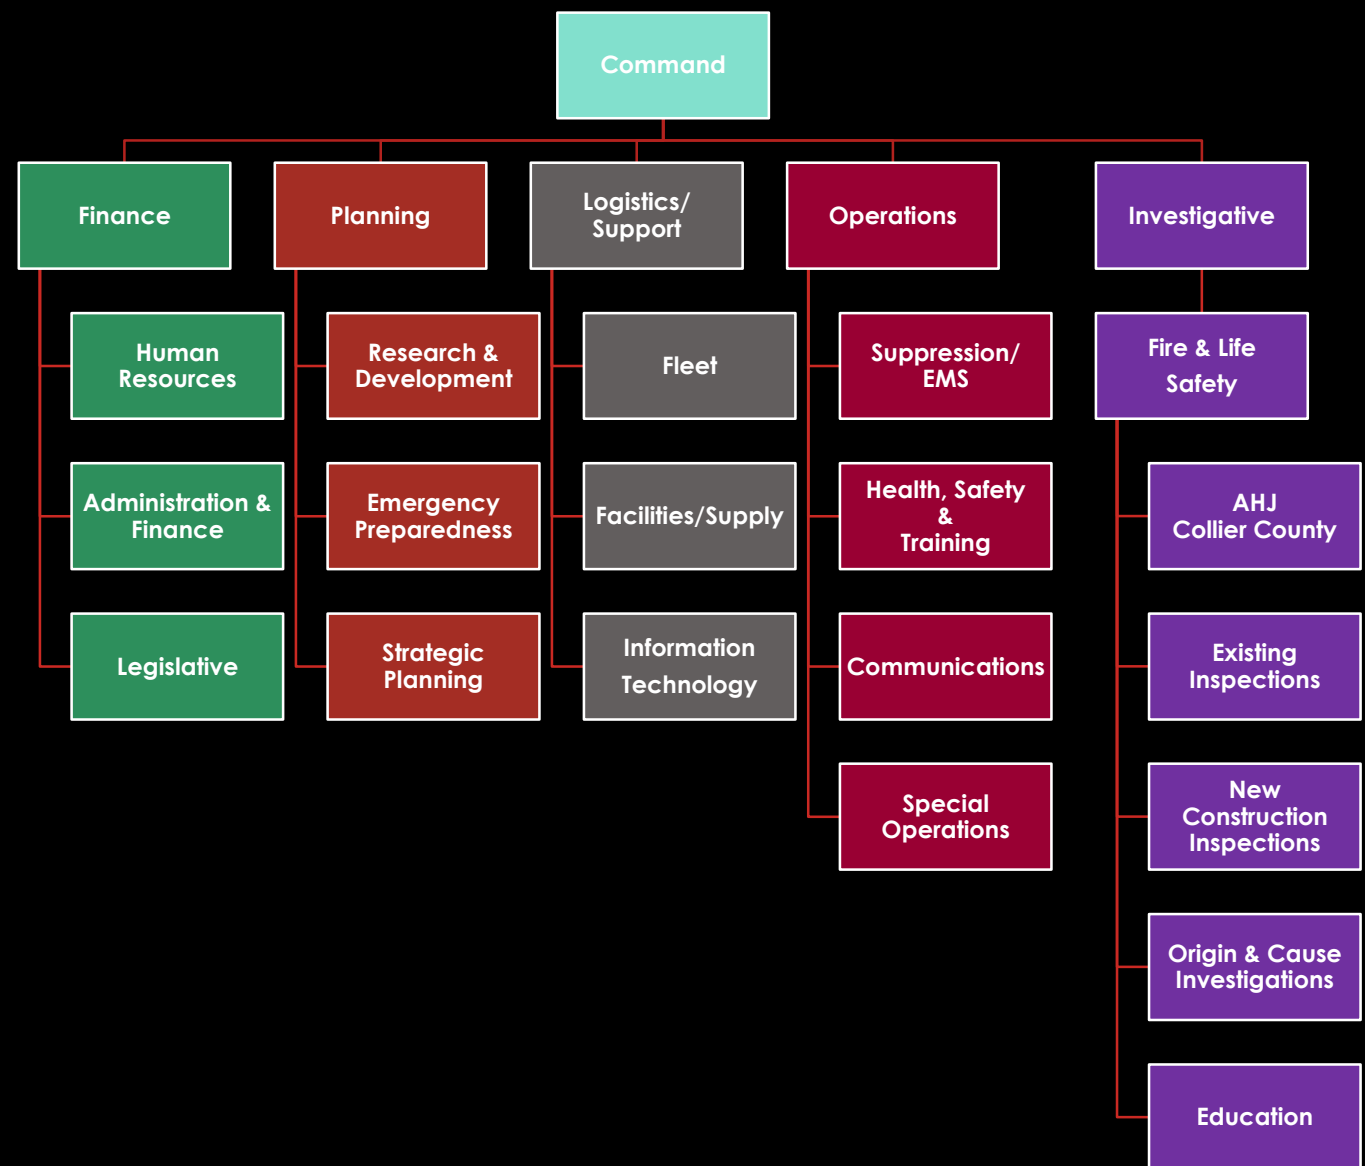 Command
Finance
Planning
Logistics/
Support
Operations
Investigative
Human
Resources
Research &
Development
Fleet
Suppression/
EMS
Fire & Life
Safety
Administration &
Finance
Emergency
Preparedness
Facilities/Supply
Health, Safety
&
Training
AHJ
Collier County
Legislative
Strategic
Planning
Information
Technology
Communications
Existing
Inspections
Special
Operations
New
Construction
Inspections
Origin & Cause
Investigations
Education